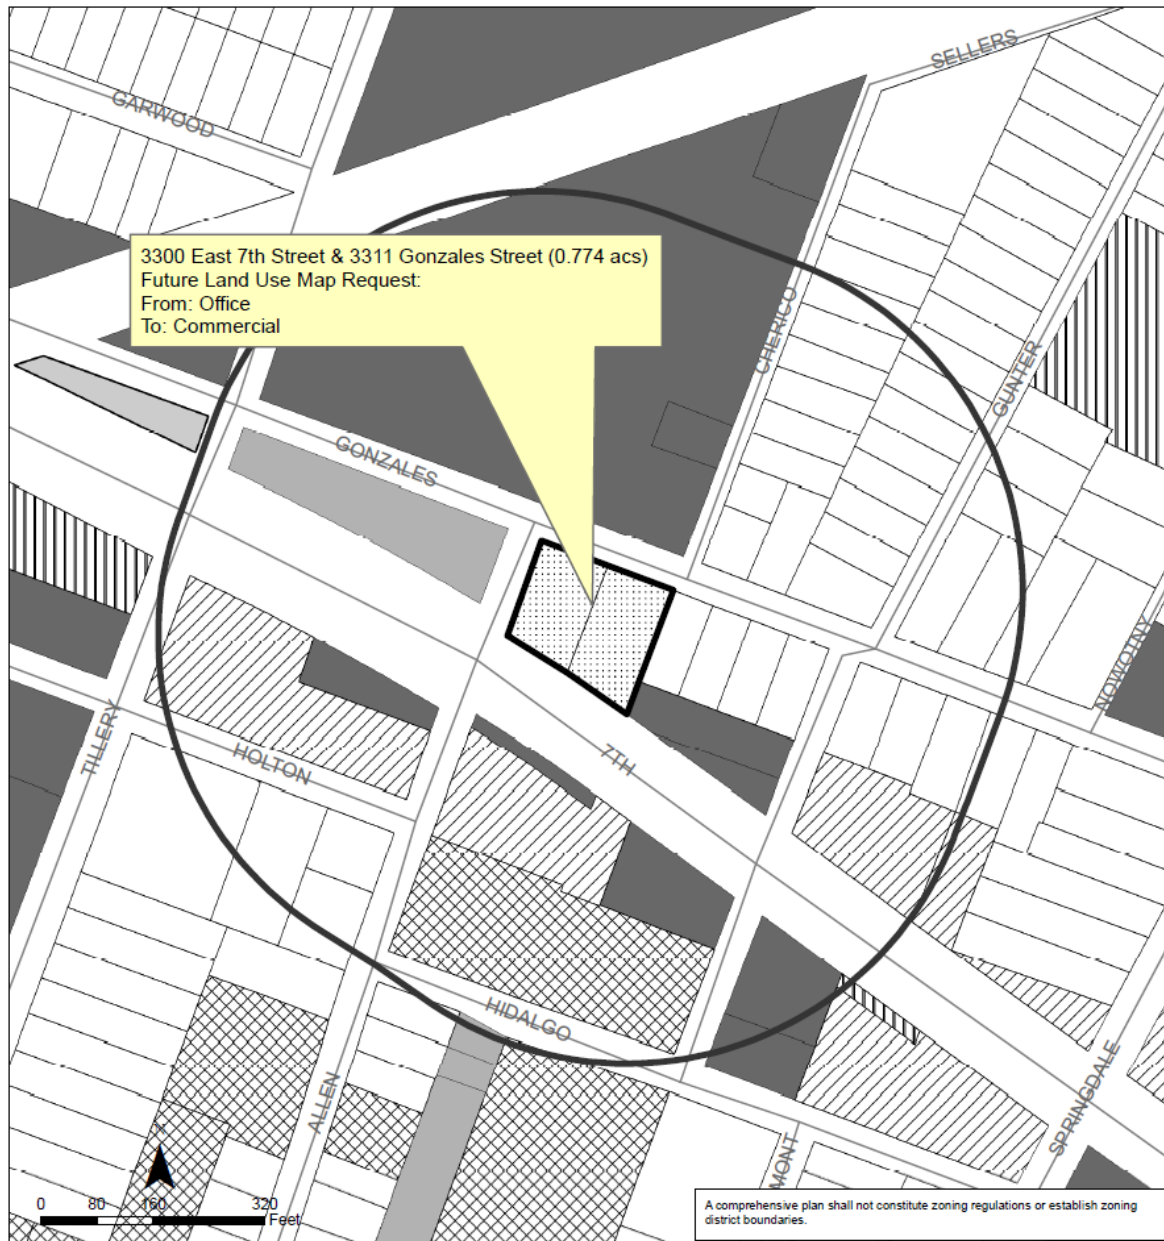 SELLERS
GARWOOD
3300 East 7th Street & 3311 Gonzales Street (0.774 acs)
Future Land Use Map Request:
From: Office
To: Commercial
CHERICO
GUNTER
GONZALES
NOWOTNY
TILLERY
HOLTON
7TH
HIDALGO
ALLEN
SPRINGDALE
MONT
0 80 160 320
Feet
A comprehensive plan shall not constitute zoning regulations or establish zoning
district boundaries.